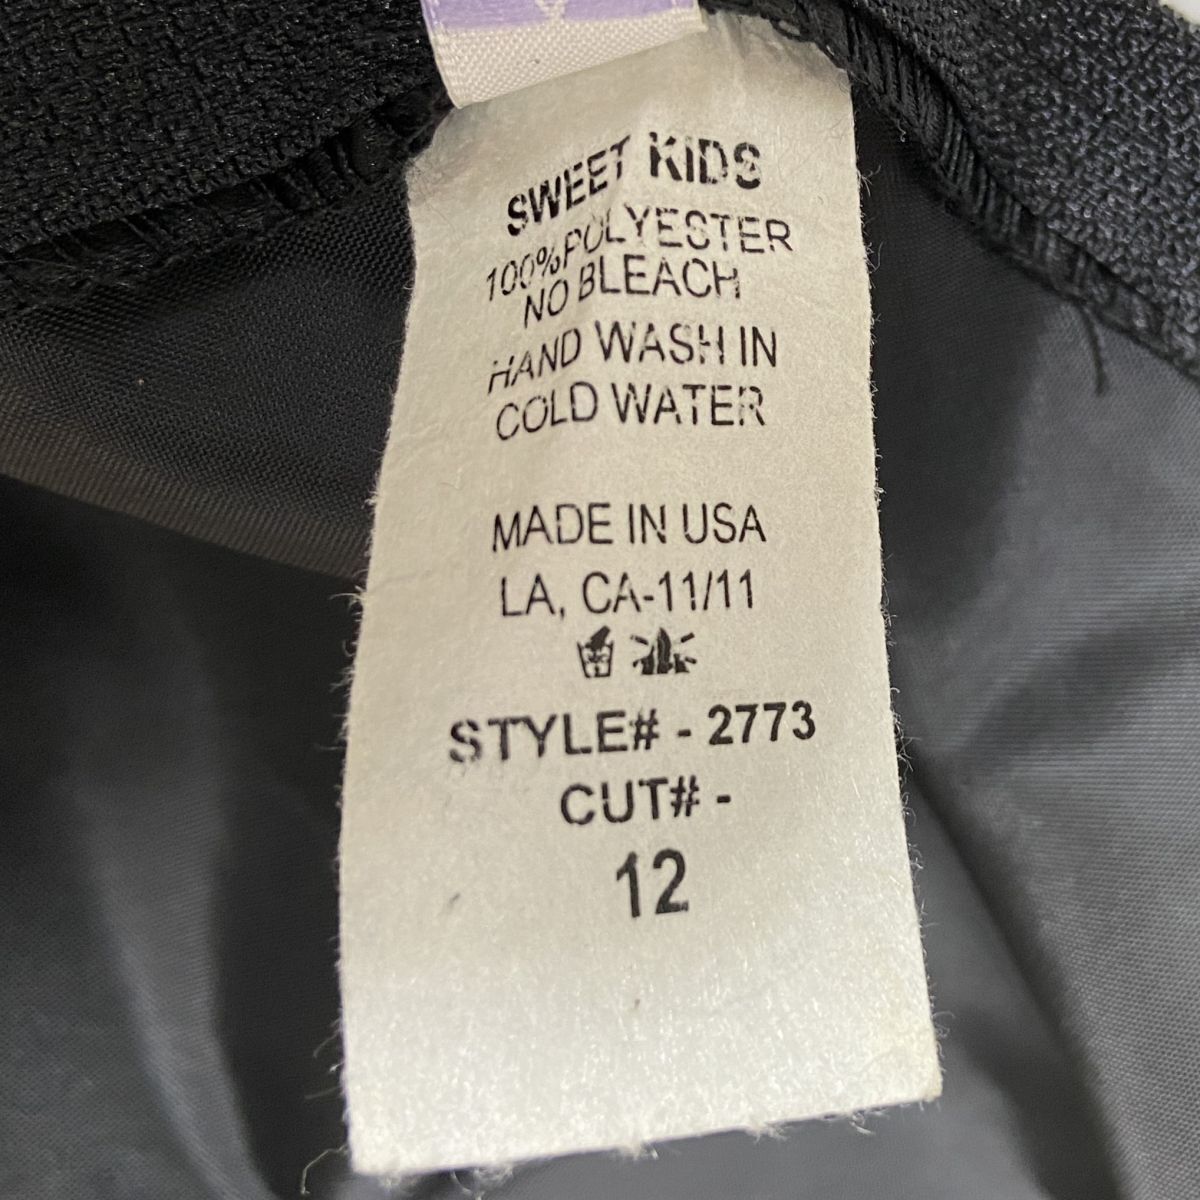 SWEET KIDS
100%POLYESTER
NO BLEACH
HAND WASH IN
COLD WATER
MADE IN USA
LA, CA-11/11
STYLE# - 2773
CUT# -
12